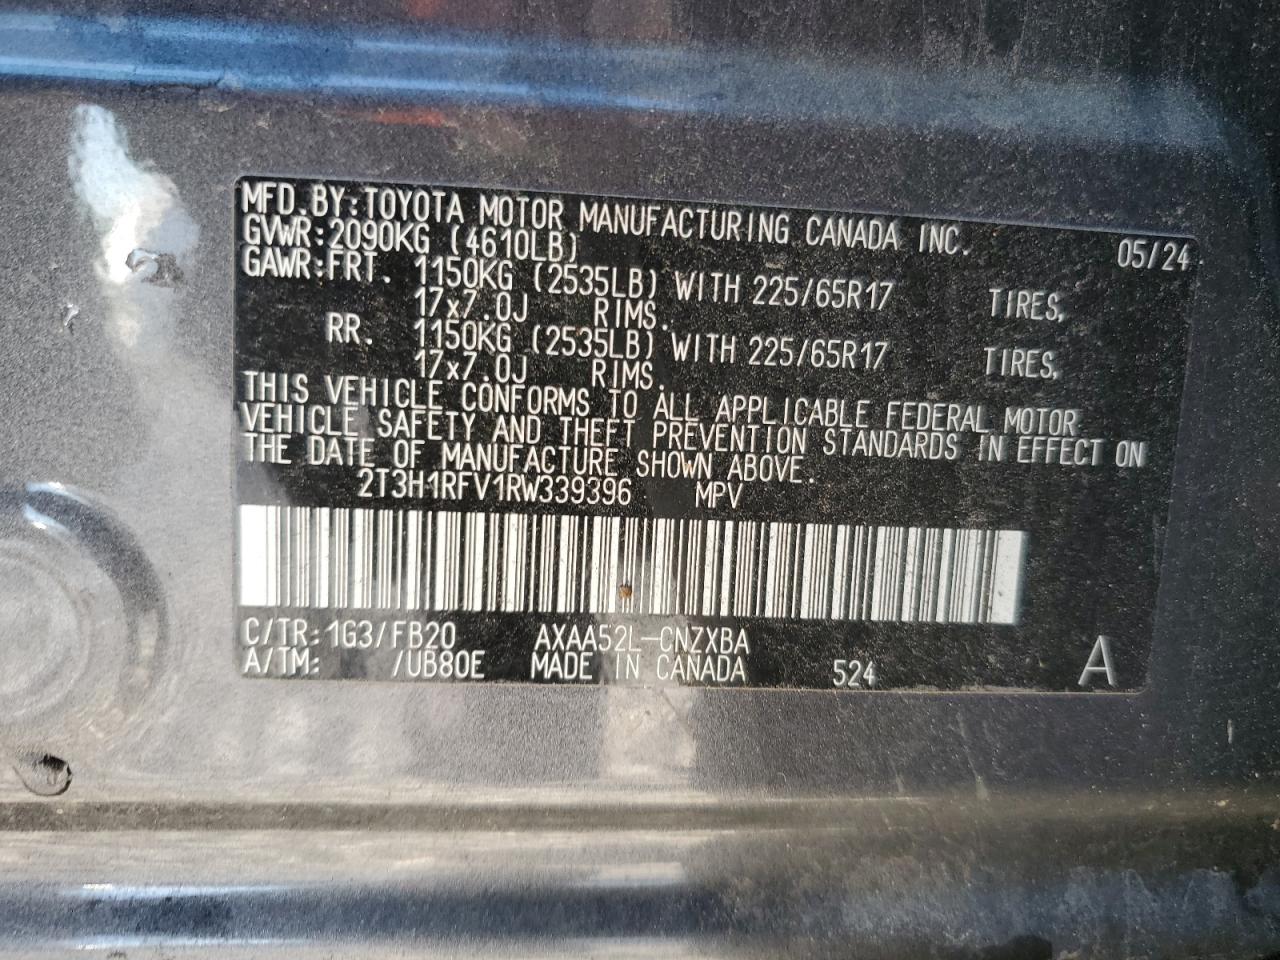 MFD.BY:TOYOTA MOTOR MANUFACTURING CANADA INC. 05/24
GVWR:2090KG (4610LB)
GAWR:FRT. 1150KG (2535LB) WITH 225/65R17 TIRES,
17x7.0J RIMS.
RR. 1150KG (2535LB) WITH 225/65R17 TIRES,
17x7.0J RIMS.
THIS VEHICLE CONFORMS TO ALL APPLICABLE FEDERAL MOTOR
VEHICLE SAFETY AND THEFT PREVENTION STANDARDS IN EFFECT ON
THE DATE OF MANUFACTURE SHOWN ABOVE.
2T3H1RFV1RW339396 MPV
C/TR:1G3/FB20 AXAA52L-CNZXBA
A/TM: /UB80E MADE IN CANADA 524 A